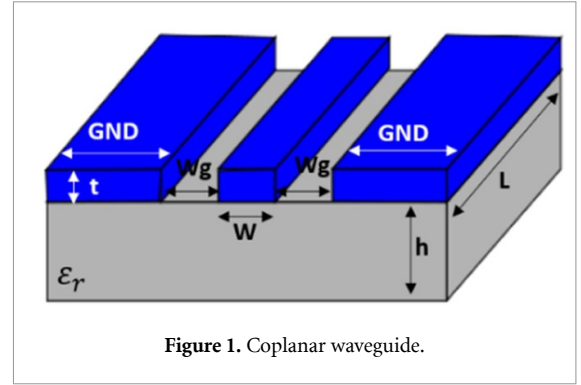 GND
GND
Wg
Wg
t
L
W
h
εr
Figure 1. Coplanar waveguide.